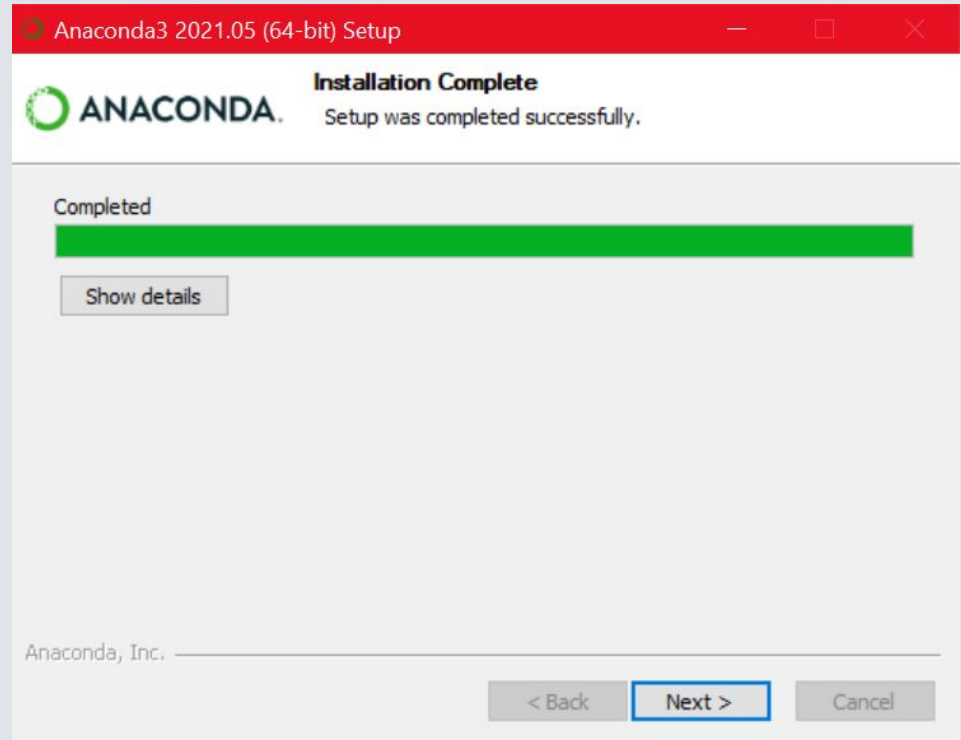 Anaconda3 2021.05 (64-bit) Setup
ANACONDA.
Installation Complete
Setup was completed successfully.
Completed
Show details
Anaconda, Inc.
< Back
Next >
Cancel